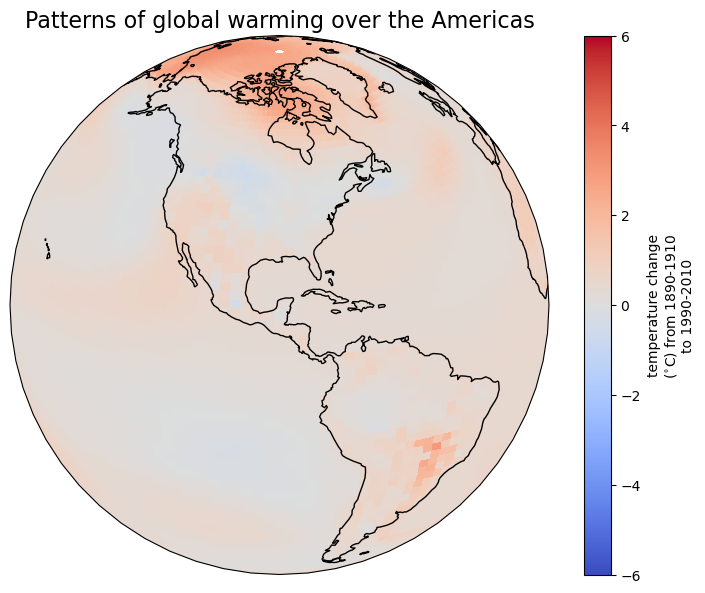 Patterns of global warming over the Americas
6
4
2
0
−2
−4
−6
temperature change
(°C) from 1890-1910
to 1990-2010